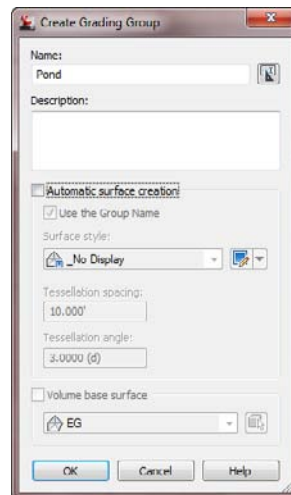 Create Grading Group
Name:
Pond
Description:
Automatic surface creation
Use the Group Name
Surface style:
_No Display
Tessellation spacing:
10.000'
Tessellation angle:
3.0000 (d)
Volume base surface
EG
OK Cancel Help